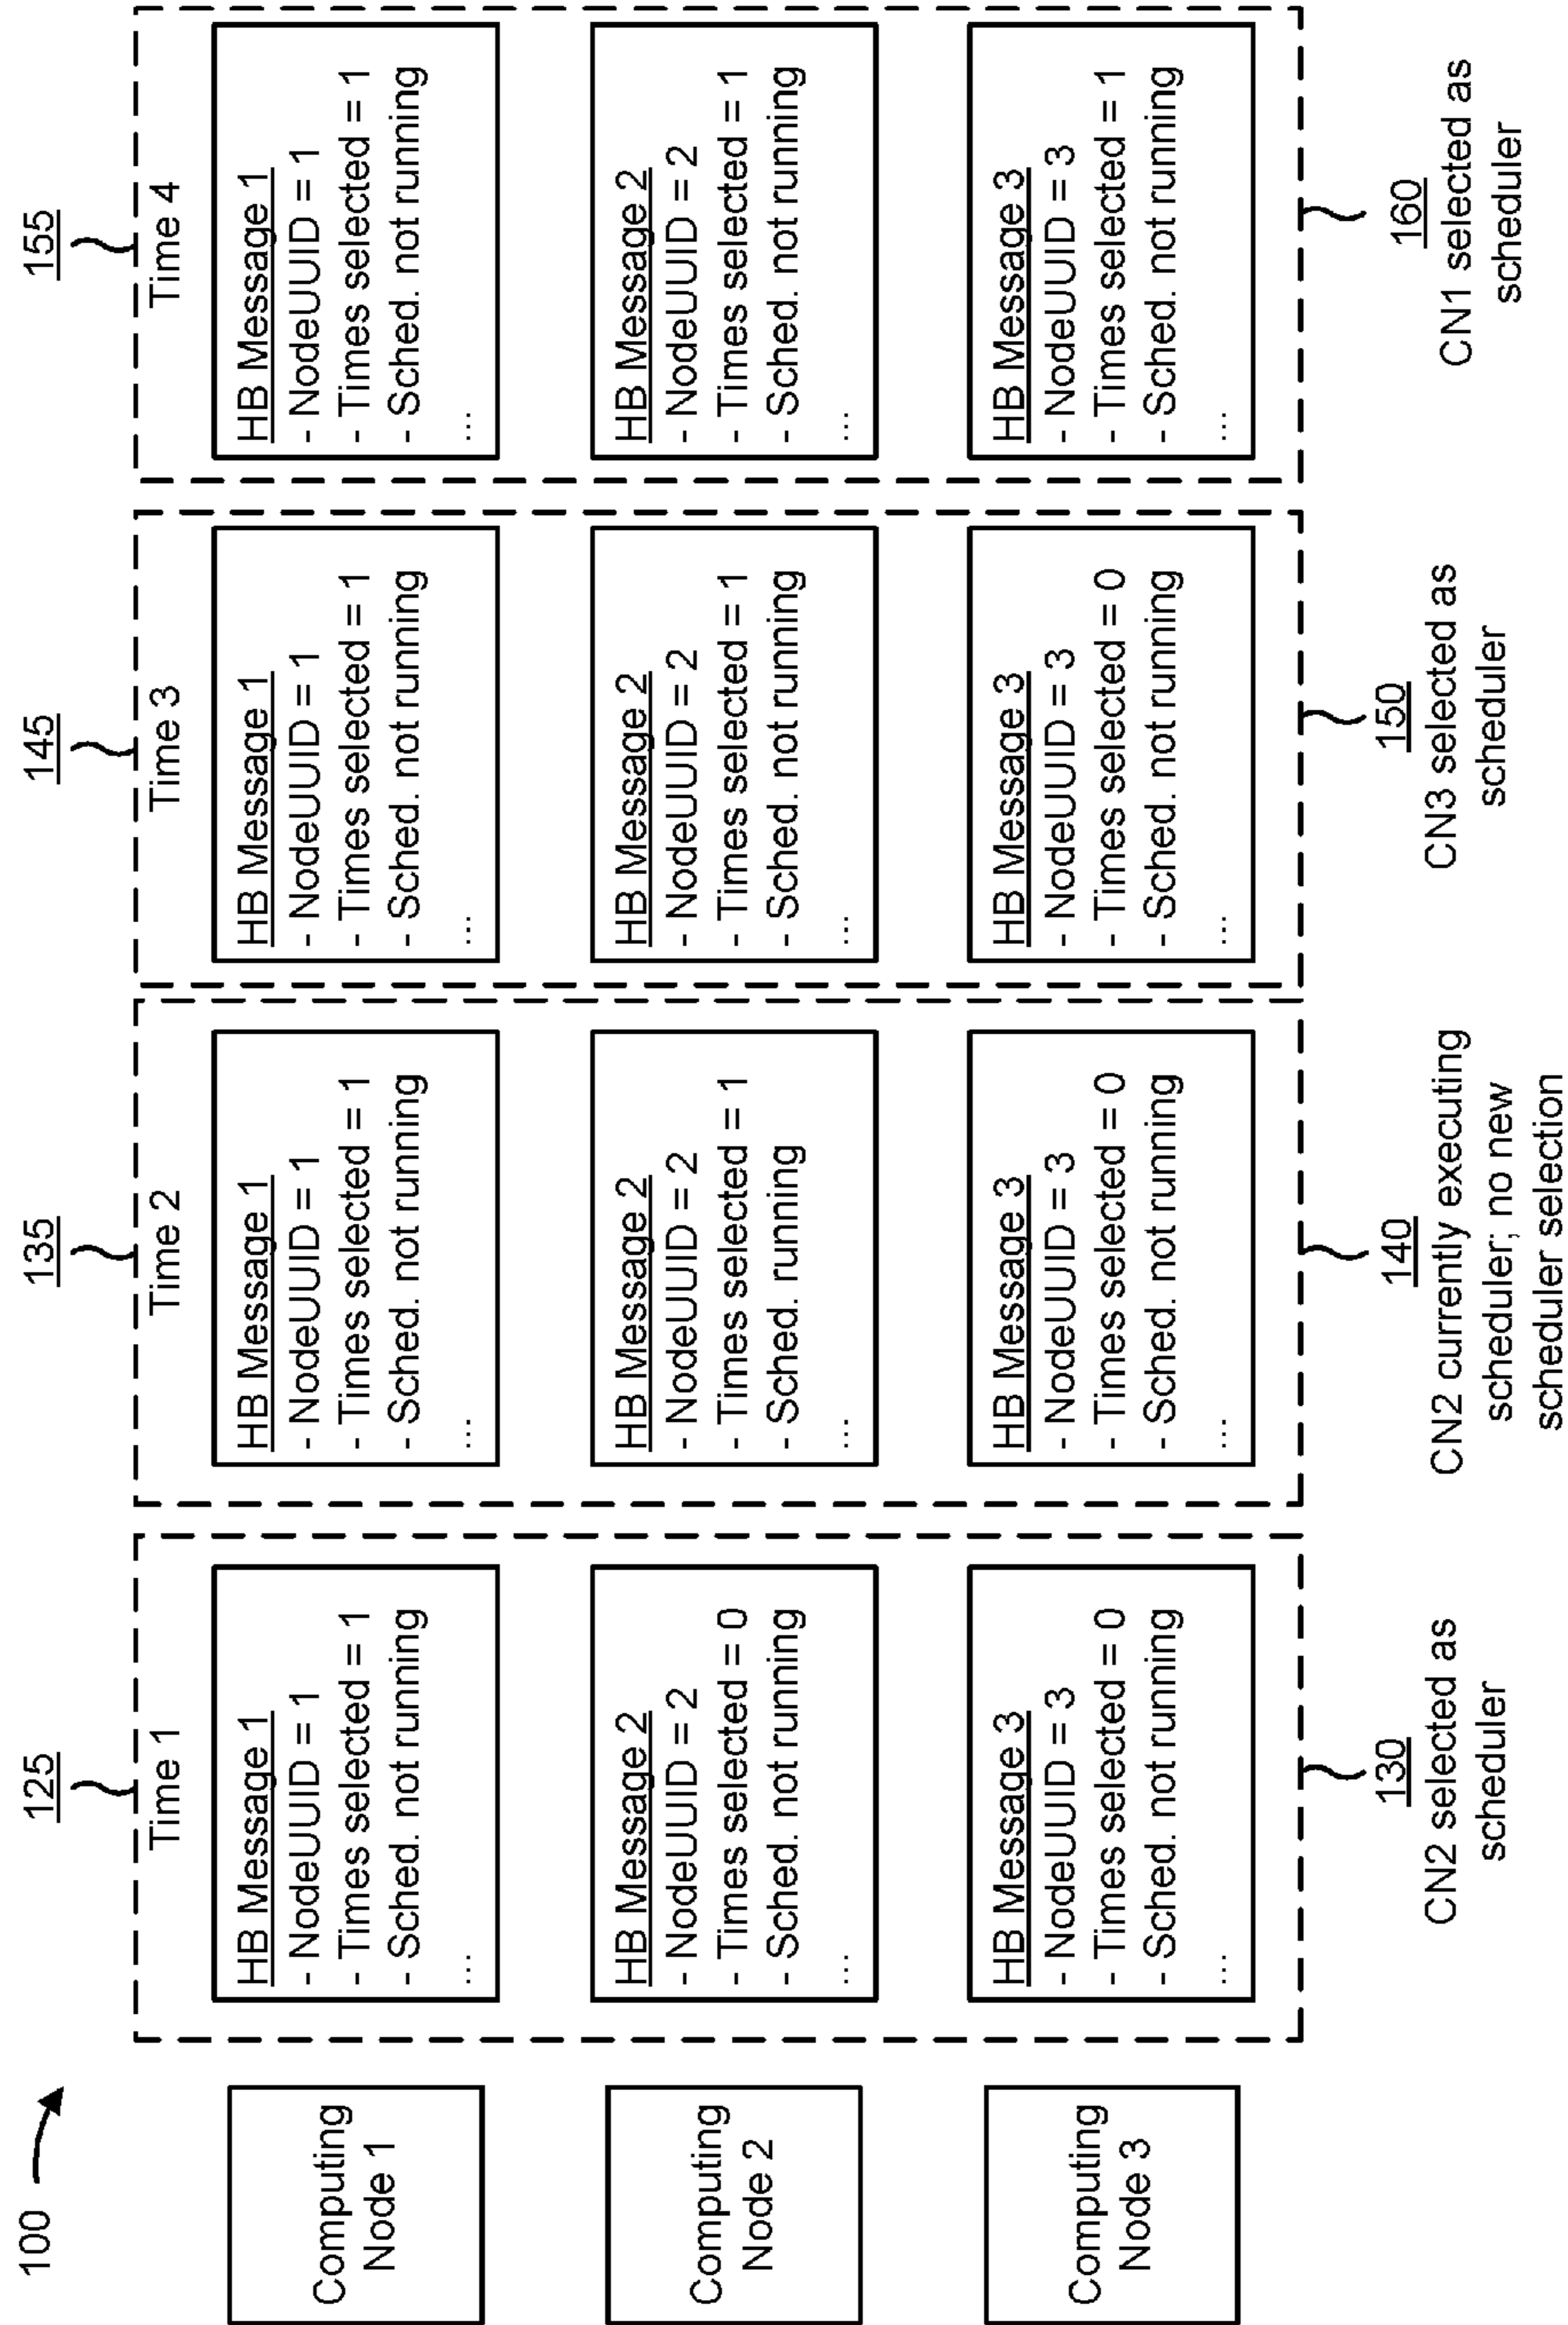 100
Computing
Node 1
Computing
Node 2
Computing
Node 3
125
Time 1
HB Message 1
- NodeUUID = 1
- Times selected = 1
- Sched. not running
...
HB Message 2
- NodeUUID = 2
- Times selected = 0
- Sched. not running
...
HB Message 3
- NodeUUID = 3
- Times selected = 0
- Sched. not running
...
130
CN2 selected as
scheduler
135
Time 2
HB Message 1
- NodeUUID = 1
- Times selected = 1
- Sched. not running
...
HB Message 2
- NodeUUID = 2
- Times selected = 1
- Sched. running
...
HB Message 3
- NodeUUID = 3
- Times selected = 0
- Sched. not running
...
140
CN2 currently executing
scheduler; no new
scheduler selection
145
Time 3
HB Message 1
- NodeUUID = 1
- Times selected = 1
- Sched. not running
...
HB Message 2
- NodeUUID = 2
- Times selected = 1
- Sched. not running
...
HB Message 3
- NodeUUID = 3
- Times selected = 0
- Sched. not running
...
150
CN3 selected as
scheduler
155
Time 4
HB Message 1
- NodeUUID = 1
- Times selected = 1
- Sched. not running
...
HB Message 2
- NodeUUID = 2
- Times selected = 1
- Sched. not running
...
HB Message 3
- NodeUUID = 3
- Times selected = 1
- Sched. not running
...
160
CN1 selected as
scheduler